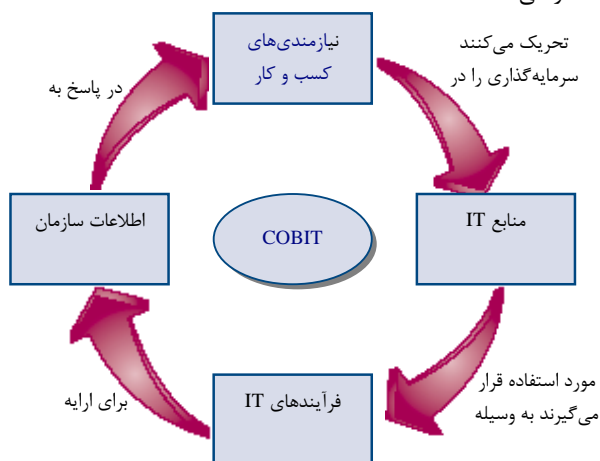 نیازمندی‌های
کسب و کار
تحریک می‌کنند
سرمایه‌گذاری را در
منابع IT
مورد استفاده قرار
می‌گیرند به وسیله
فرآیندهای IT
برای ارایه
اطلاعات سازمان
در پاسخ به
COBIT